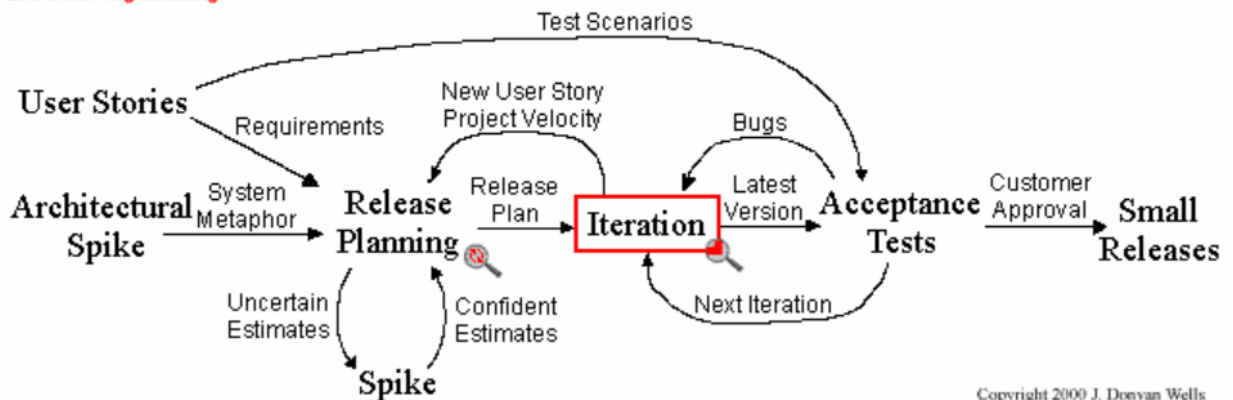 Test Scenarios
User Stories
New User Story
Project Velocity
Bugs
Requirements
Architectural
Spike
System
Metaphor
Release
Planning
Release
Plan
Iteration
Latest
Version
Acceptance
Tests
Customer
Approval
Small
Releases
Uncertain
Estimates
Confident
Estimates
Next Iteration
Spike
Copyright 2000 J. Donvan Wells